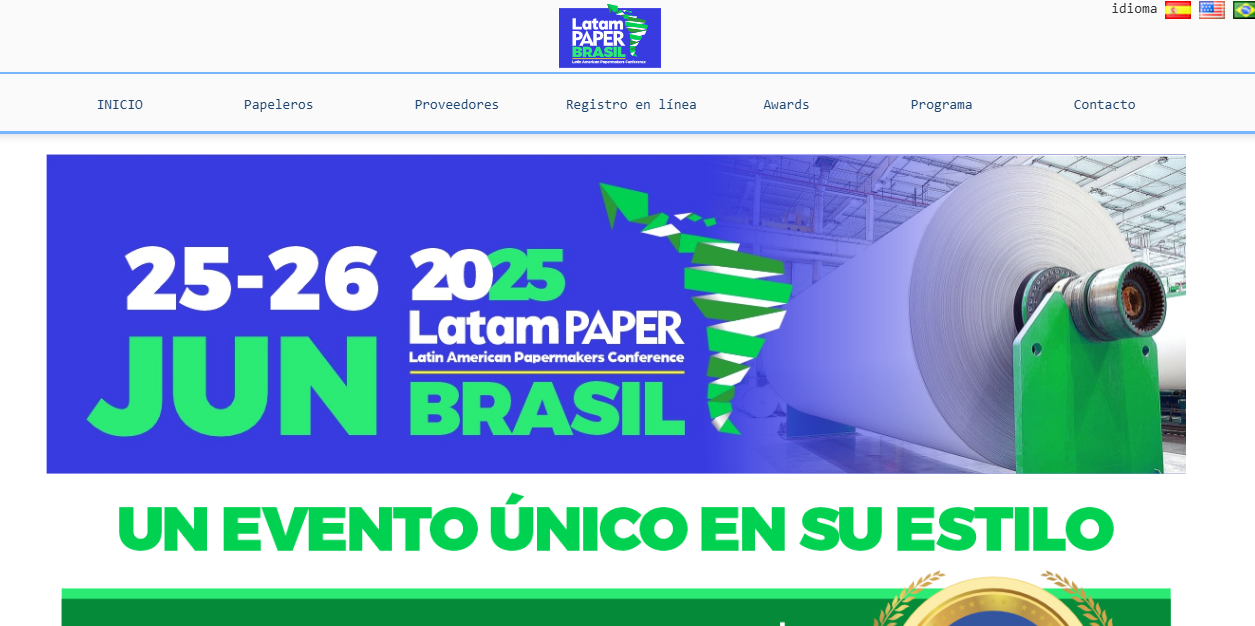 Latam
PAPER
BRASIL
Latin American Papermakers Conference
idioma
INICIO Papeleros Proveedores Registro en línea Awards Programa Contacto
25-26
JUN
2025
Latam PAPER
Latin American Papermakers Conference
BRASIL
UN EVENTO ÚNICO EN SU ESTILO